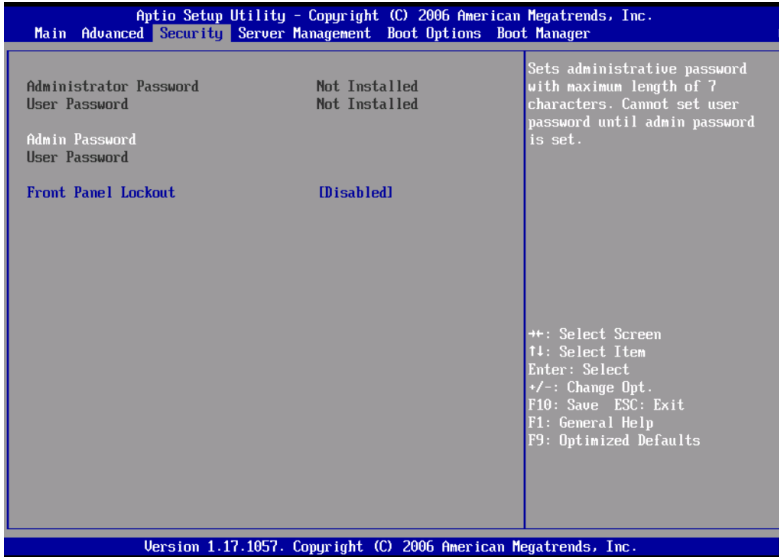 Aptio Setup Utility - Copyright (C) 2006 American Megatrends, Inc.
Main Advanced Security Server Management Boot Options Boot Manager
Administrator Password Not Installed
User Password Not Installed
Admin Password
User Password
Front Panel Lockout [Disabled]
Sets administrative password
with maximum length of 7
characters. Cannot set user
password until admin password
is set.
→←: Select Screen
↑↓: Select Item
Enter: Select
+/-: Change Opt.
F10: Save ESC: Exit
F1: General Help
F9: Optimized Defaults
Version 1.17.1057. Copyright (C) 2006 American Megatrends, Inc.